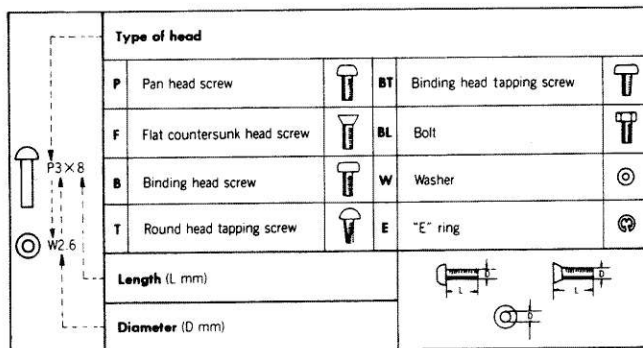 Type of head
P Pan head screw BT Binding head tapping screw
F Flat countersunk head screw BL Bolt
B Binding head screw W Washer
T Round head tapping screw E "E" ring
P3×8
W2.6
Length (L mm)
Diameter (D mm)
D D
L L
D